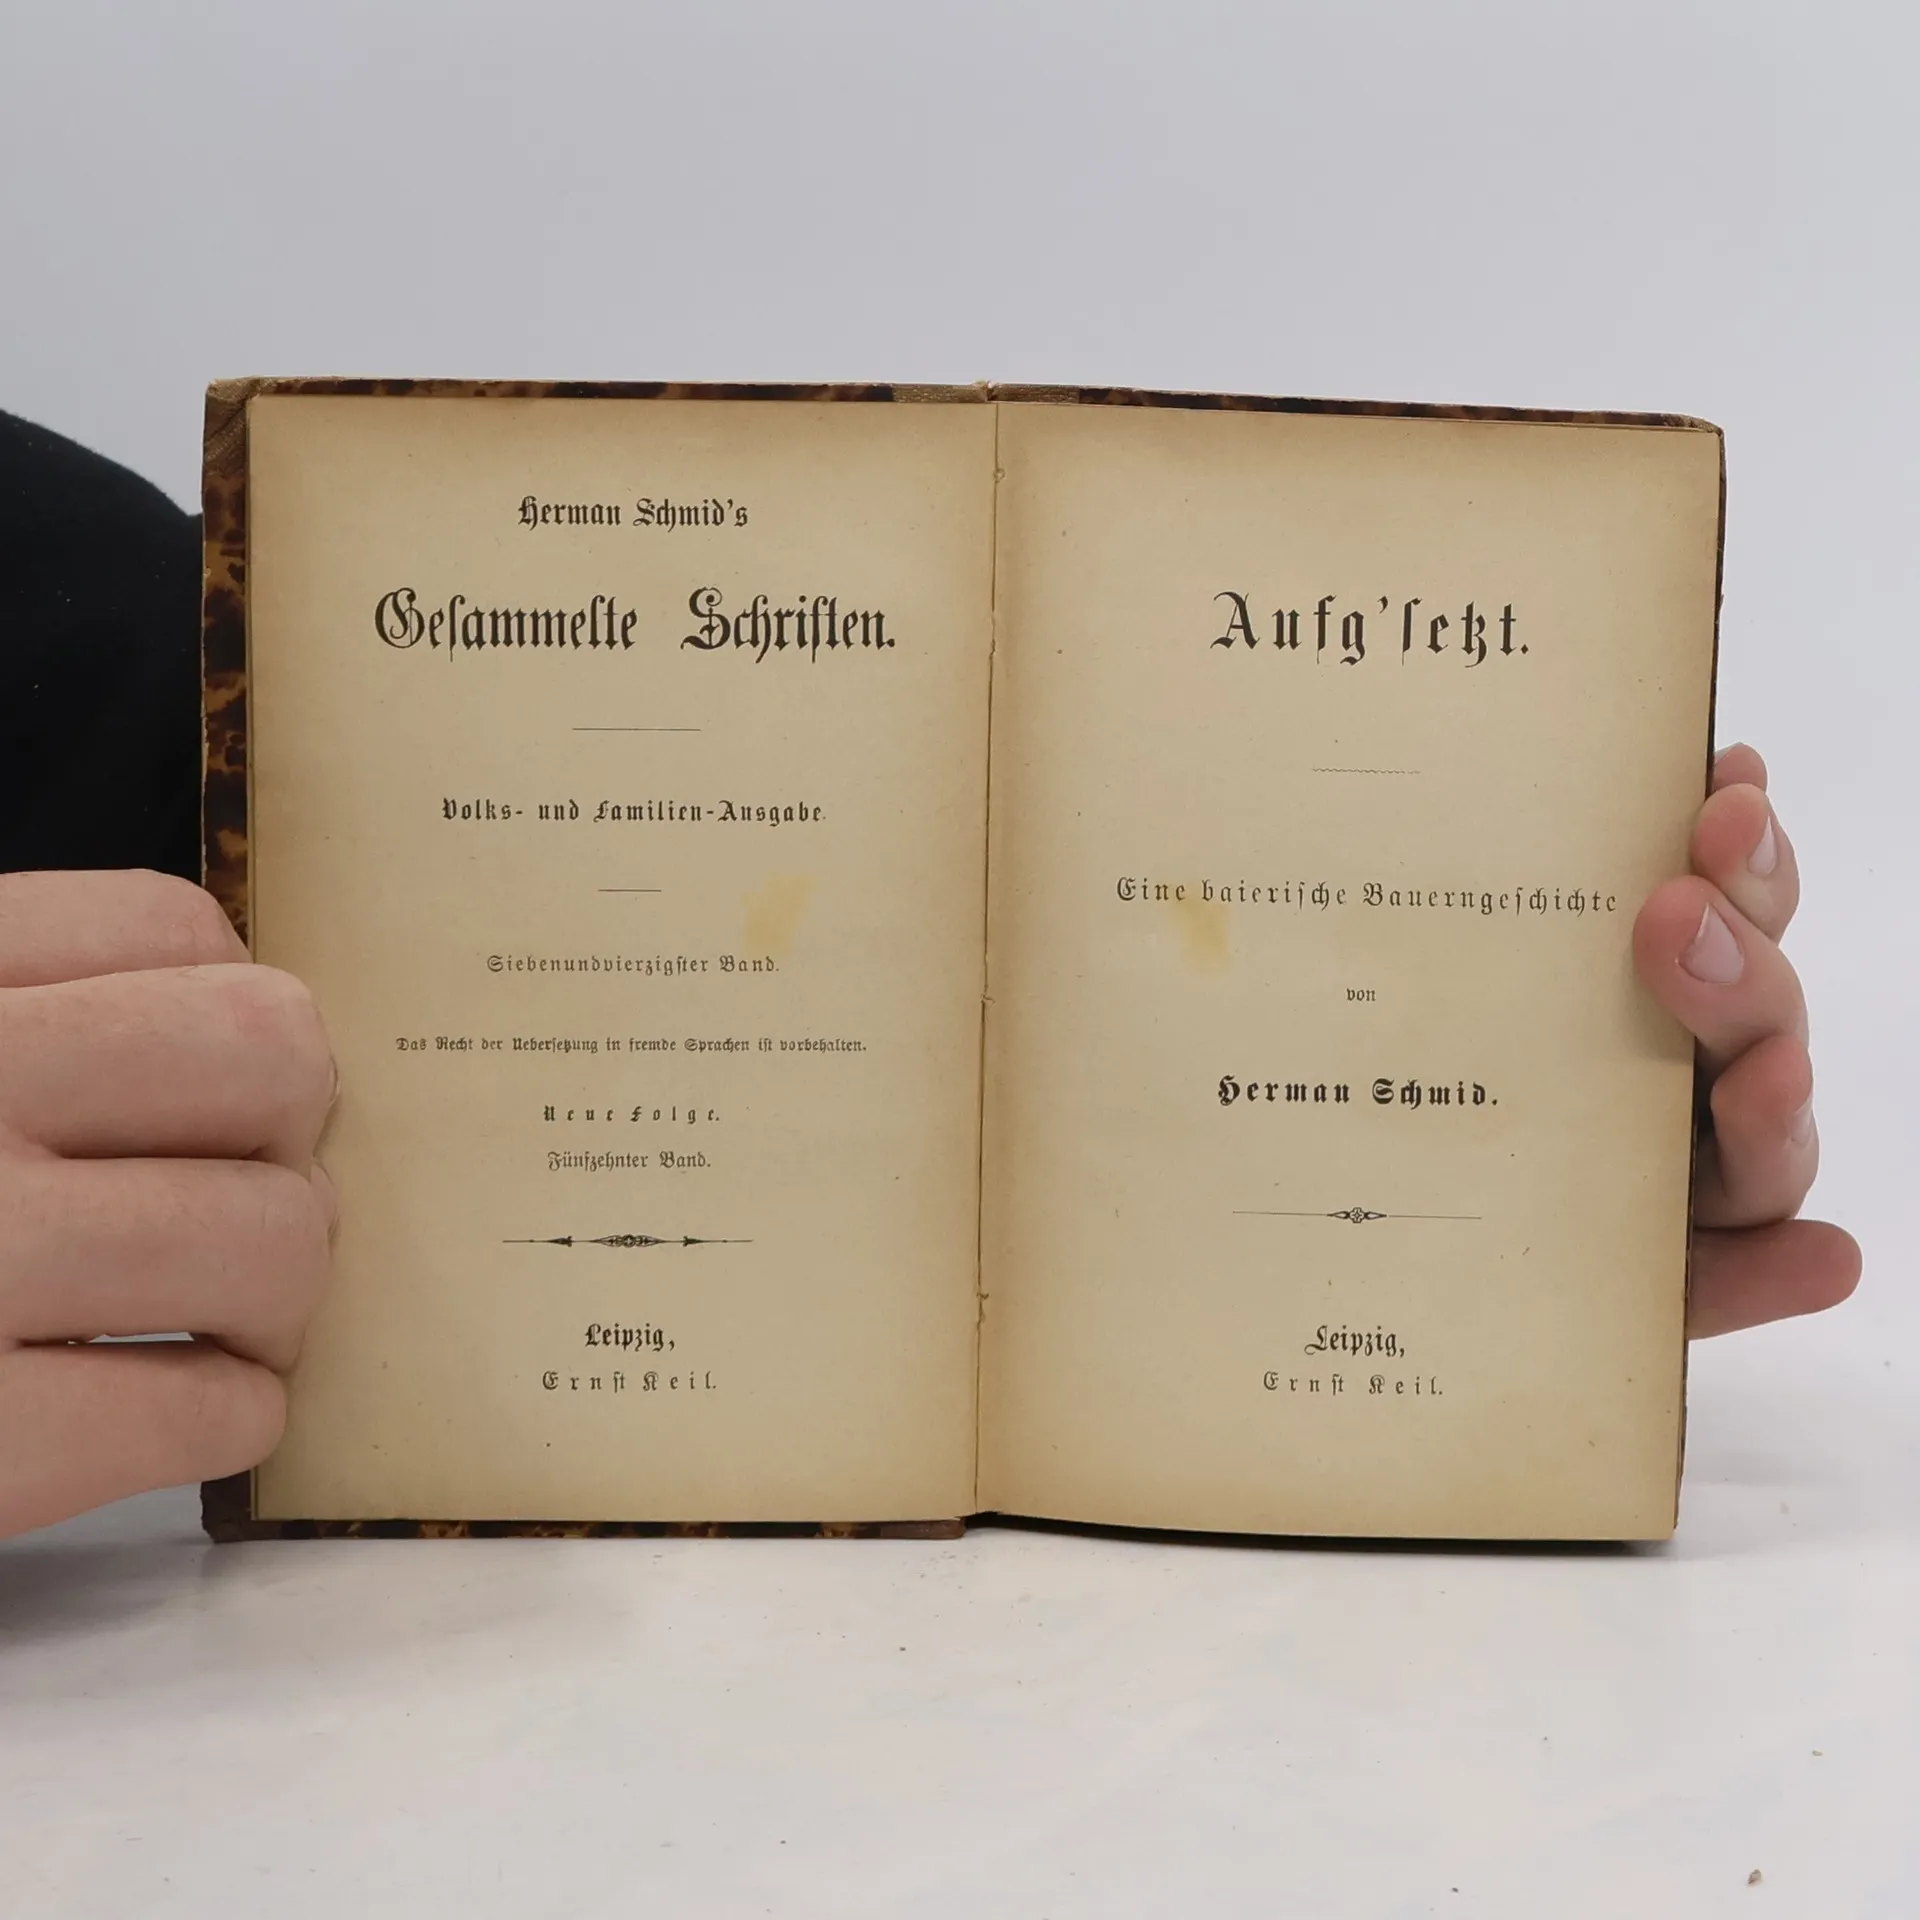 Herman Schmid's
Gesammelte Schriften.
Volks- und Familien-Ausgabe.
Siebenundvierzigster Band.
Das Recht der Uebersetzung in fremde Sprachen ist vorbehalten.
Neue Folge.
Fünfzehnter Band.
Leipzig,
Ernst Keil.
Aufg'setzt.
Eine baierische Bauerngeschichte
von
Herman Schmid.
Leipzig,
Ernst Keil.